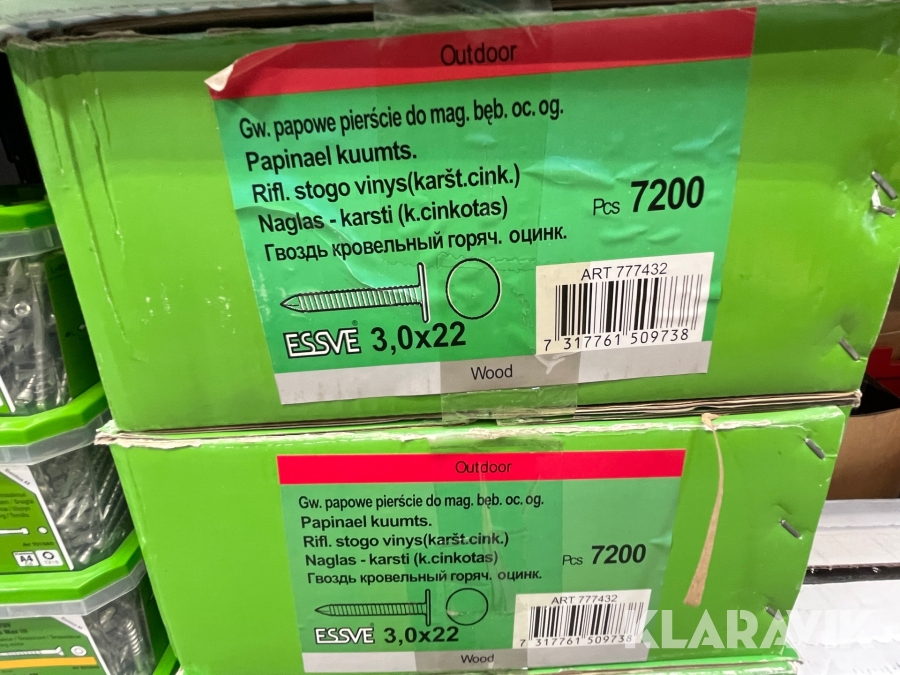 Outdoor
Gw. papowe pierście do mag. bęb. oc. og.
Papinael kuumts.
Rifl. stogo vinys(karšt.cink.)
Naglas - karsti (k.cinkotas)
Гвоздь кровельный горяч. оцинк.
Pcs 7200
ART 777432
7 317761 509738
ESSVE 3,0x22
Wood
Outdoor
Gw. papowe pierście do mag. bęb. oc. og.
Papinael kuumts.
Rifl. stogo vinys(karšt.cink.)
Naglas - karsti (k.cinkotas)
Гвоздь кровельный горяч. оцинк.
Pcs 7200
ART 777432
7 317761 509738
ESSVE 3,0x22
Wood
A4
KLARAVIK